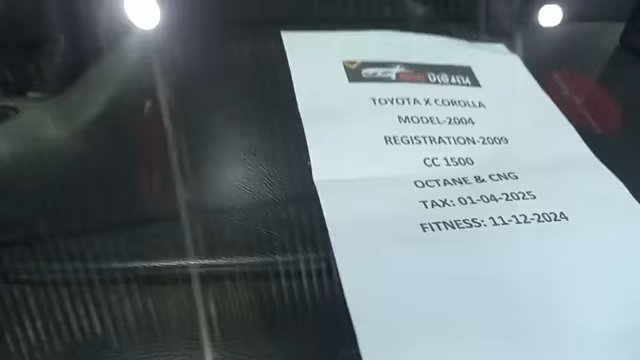 TOYOTA X COROLLA
MODEL-2004
REGISTRATION-2009
CC 1500
OCTANE & CNG
TAX: 01-04-2025
FITNESS: 11-12-2024